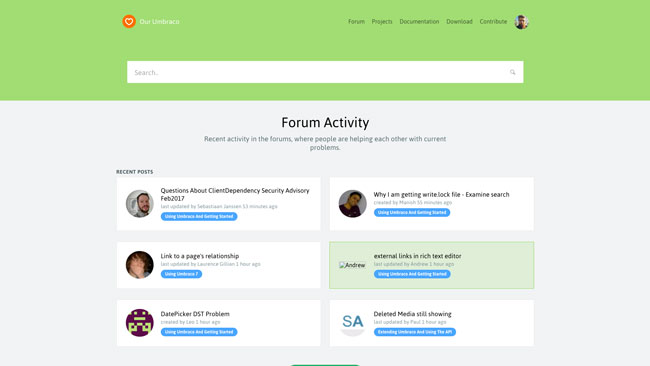 Our Umbraco
Forum Projects Documentation Download Contribute
Search..
Forum Activity
Recent activity in the forums, where people are helping each other with current
problems.
RECENT POSTS
Questions About ClientDependency Security Advisory
Feb2017
last updated by Sebastiaan Janssen 53 minutes ago
Using Umbraco And Getting Started
Why I am getting write.lock file - Examine search
created by Manish 55 minutes ago
Using Umbraco And Getting Started
Link to a page's relationship
last updated by Laurence Gillian 1 hour ago
Using Umbraco 7
Andrew
external links in rich text editor
last updated by Andrew 1 hour ago
Using Umbraco And Getting Started
DatePicker DST Problem
created by Lee 1 hour ago
Using Umbraco And Getting Started
SA
Deleted Media still showing
last updated by Paul 2 hour ago
Extending Umbraco And Using The API